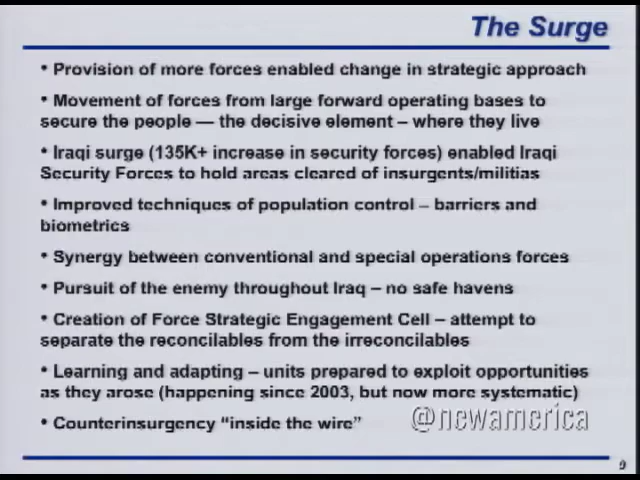 The Surge
• Provision of more forces enabled change in strategic approach
• Movement of forces from large forward operating bases to
secure the people — the decisive element – where they live
• Iraqi surge (135K+ increase in security forces) enabled Iraqi
Security Forces to hold areas cleared of insurgents/militias
• Improved techniques of population control – barriers and
biometrics
• Synergy between conventional and special operations forces
• Pursuit of the enemy throughout Iraq – no safe havens
• Creation of Force Strategic Engagement Cell – attempt to
separate the reconcilables from the irreconcilables
• Learning and adapting – units prepared to exploit opportunities
as they arose (happening since 2003, but now more systematic)
• Counterinsurgency “inside the wire”
@newamerica
9